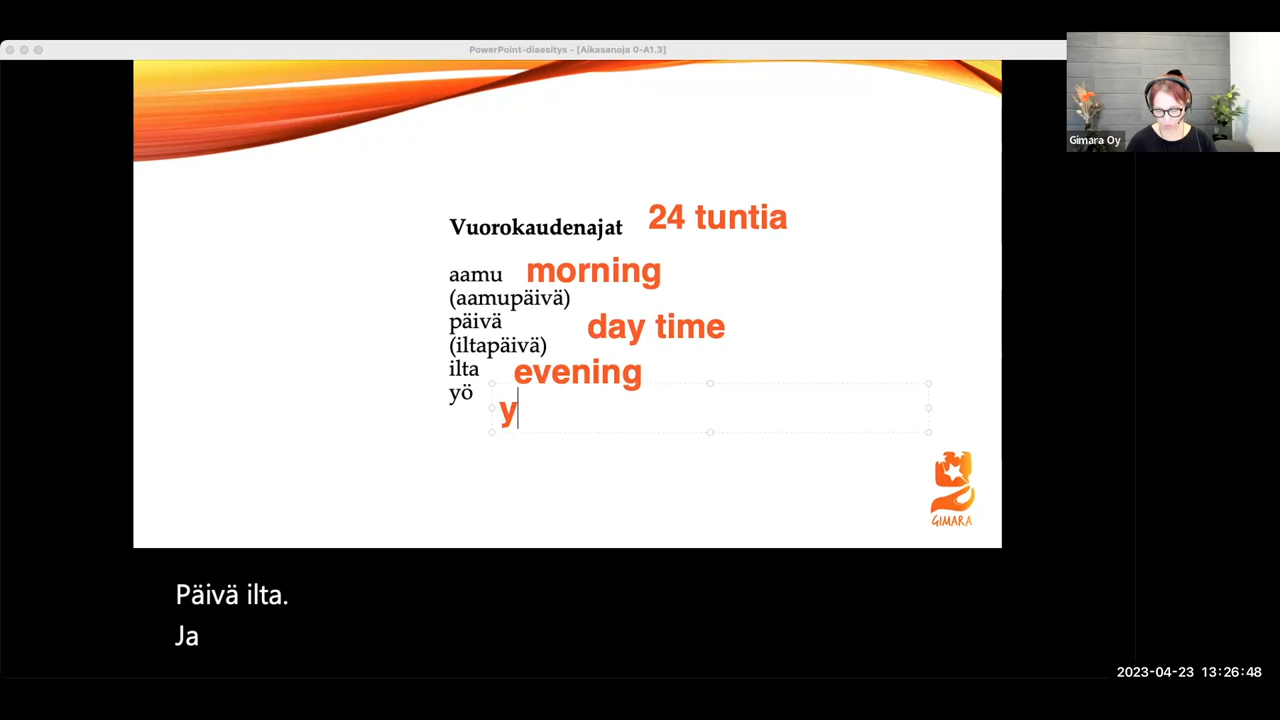 PowerPoint-diaesitys - [Aikasanoja 0-A1.3]
Gimara Oy
Vuorokaudenajat 24 tuntia
aamu morning
(aamupäivä)
päivä day time
(iltapäivä)
ilta evening
yö
y
GIMARA
Päivä ilta.
Ja
2023-04-23 13:26:48